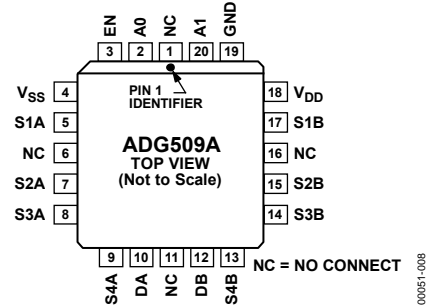 EN A0 NC A1 GND
3 2 1 20 19
PIN 1
IDENTIFIER
VSS 4
18 VDD
S1A 5
17 S1B
NC 6
16 NC
S2A 7
15 S2B
S3A 8
14 S3B
ADG509A
TOP VIEW
(Not to Scale)
9 10 11 12 13
S4A DA NC DB S4B
NC = NO CONNECT
00051-008